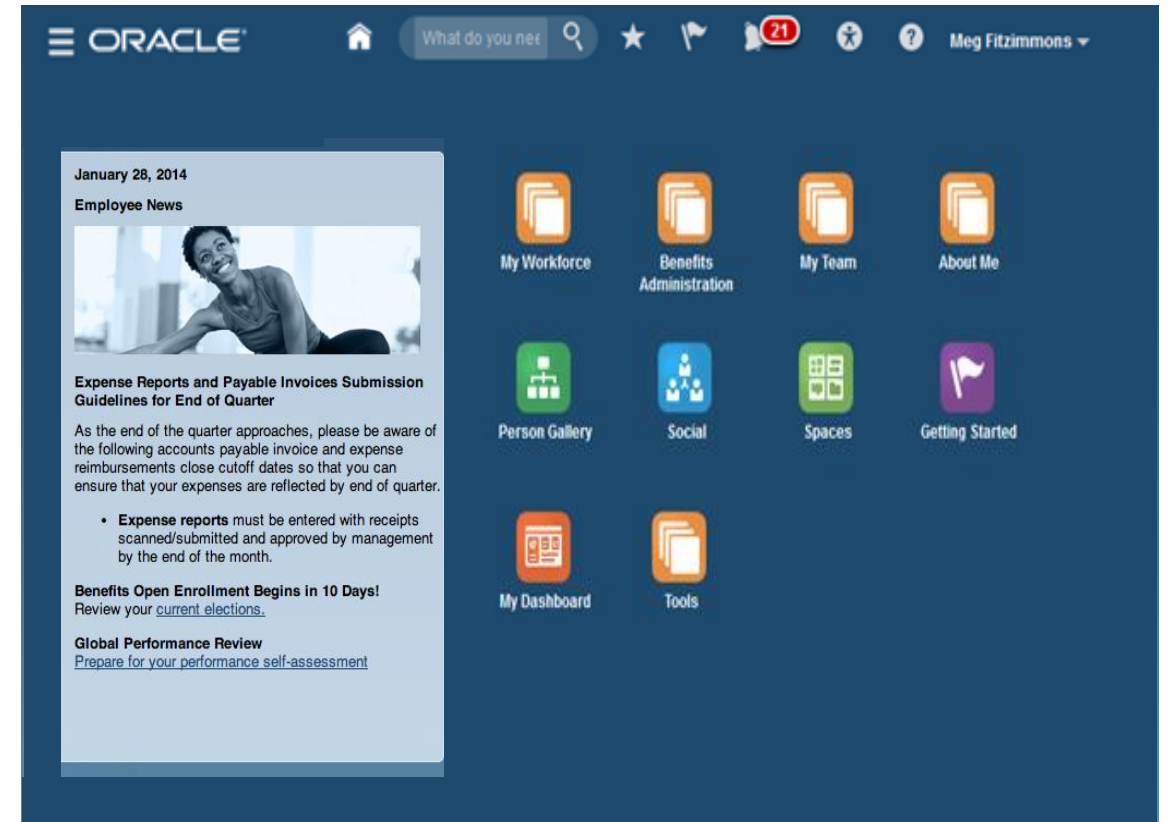 ORACLE
What do you nee
21
Meg Fitzimmons
January 28, 2014
Employee News
Expense Reports and Payable Invoices Submission
Guidelines for End of Quarter
As the end of the quarter approaches, please be aware of
the following accounts payable invoice and expense
reimbursements close cutoff dates so that you can
ensure that your expenses are reflected by end of quarter.
• Expense reports must be entered with receipts
scanned/submitted and approved by management
by the end of the month.
Benefits Open Enrollment Begins in 10 Days!
Review your current elections.
Global Performance Review
Prepare for your performance self-assessment
My Workforce
Benefits
Administration
My Team
About Me
Person Gallery
Social
Spaces
Getting Started
My Dashboard
Tools